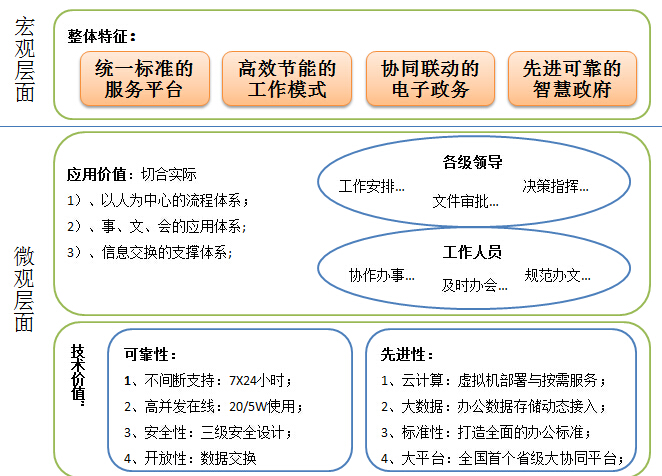 宏观层面
整体特征：
统一标准的
服务平台
高效节能的
工作模式
协同联动的
电子政务
先进可靠的
智慧政府
微观层面
应用价值：切合实际
1）、以人为中心的流程体系；
2）、事、文、会的应用体系；
3）、信息交换的支撑体系；
各级领导
工作安排...
文件审批...
决策指挥...
工作人员
协作办事...
及时办会...
规范办文...
技术价值：
可靠性：
1、不间断支持：7X24小时；
2、高并发在线：20/5W使用；
3、安全性：三级安全设计；
4、开放性：数据交换
先进性：
1、云计算：虚拟机部署与按需服务；
2、大数据：办公数据存储动态接入；
3、标准性：打造全面的办公标准；
4、大平台：全国首个省级大协同平台；